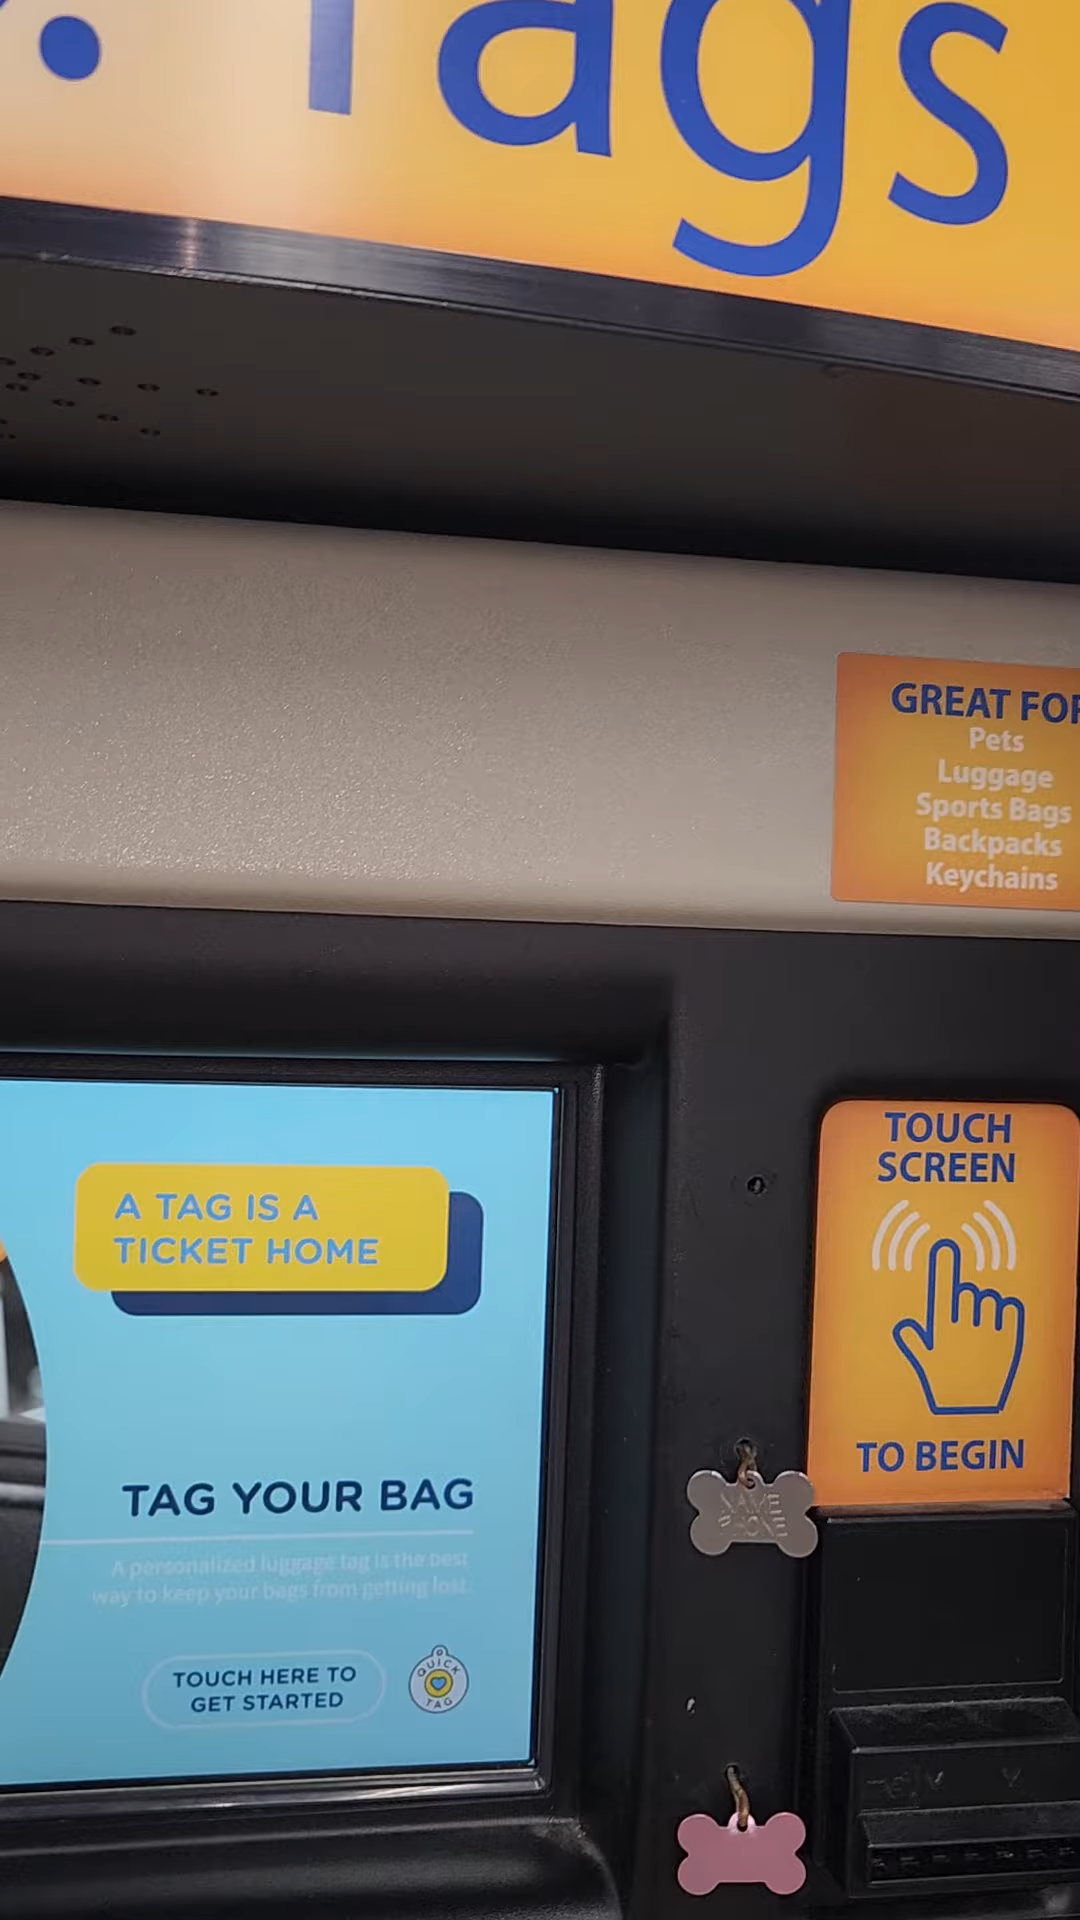 Tags
GREAT FOR
Pets
Luggage
Sports Bags
Backpacks
Keychains
TOUCH
SCREEN
TO BEGIN
A TAG IS A
TICKET HOME
TAG YOUR BAG
A personalized luggage tag is the best
way to keep your bags from getting lost.
TOUCH HERE TO
GET STARTED
QUICK
TAG
NAME
PHONE